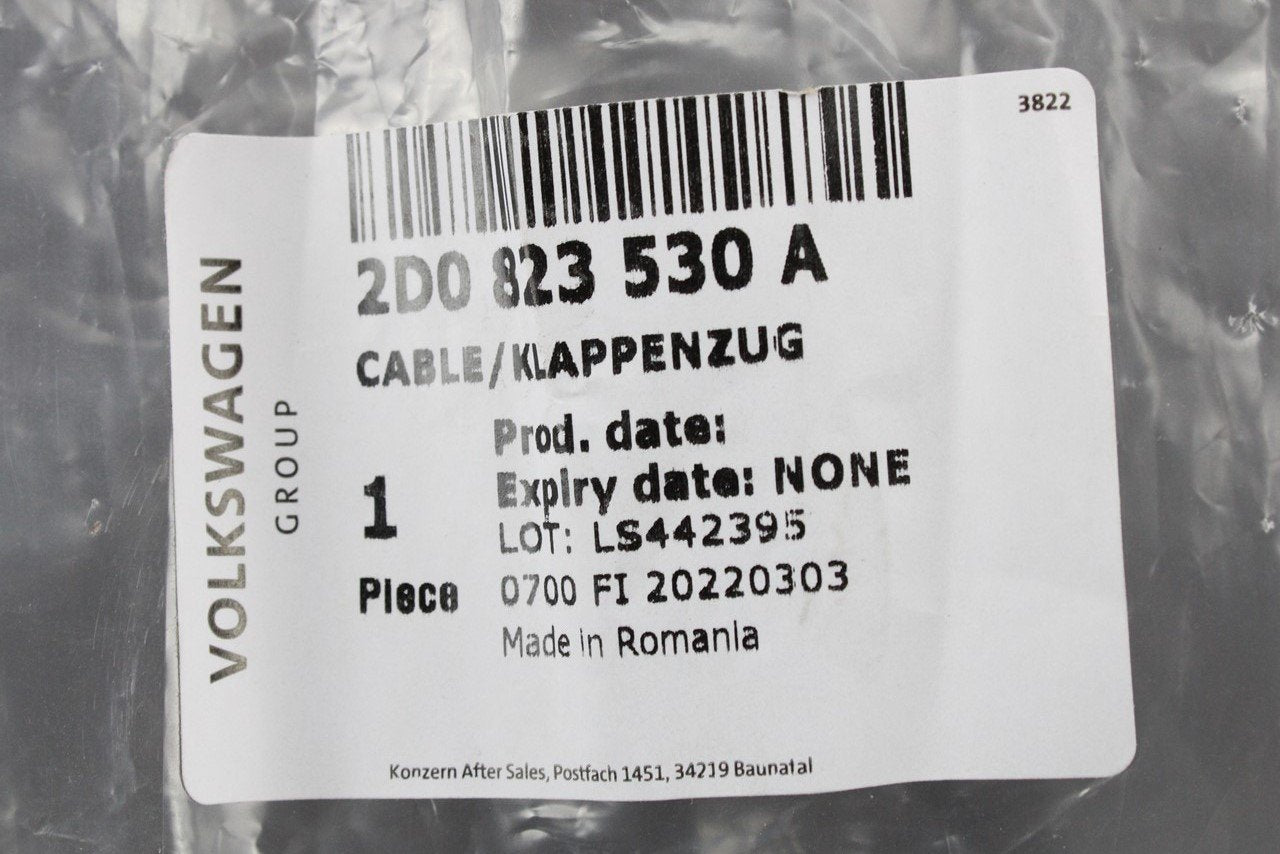 3822
2D0 823 530 A
CABLE/KLAPPENZUG
Prod. date:
Expiry date: NONE
LOT: LS442395
1
Piece
0700 FI 20220303
Made in Romania
VOLKSWAGEN
GROUP
Konzern After Sales, Postfach 1451, 34219 Baunatal